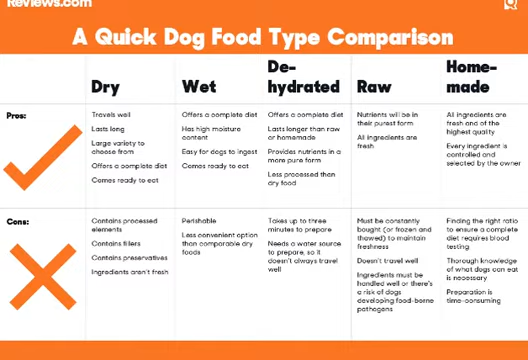 Reviews.com
A Quick Dog Food Type Comparison
Dry
Wet
De-
hydrated
Raw
Home-
made
Pros:
Travels well
Lasts long
Large variety to
choose from
Offers a complete diet
Comes ready to eat
Offers a complete diet
Has high moisture
content
Easy for dogs to ingest
Comes ready to eat
Offers a complete diet
Lasts longer than raw
or homemade
Provides nutrients in a
more pure form
Less processed than
dry food
Nutrients will be in
their purest form
All ingredients are
fresh
All ingredients are
fresh and of the
highest quality
Every ingredient is
controlled and
selected by the owner
Cons:
Contains processed
elements
Contains fillers
Contains preservatives
Ingredients aren't fresh
Perishable
Less convenient option
than comparable dry
foods
Takes up to three
minutes to prepare
Needs a water source
to prepare, so it
doesn't always travel
well
Must be constantly
bought (or frozen and
thawed) to maintain
freshness
Doesn't travel well
Ingredients must be
handled well or there's
a risk of dogs
developing food-borne
pathogens
Finding the right ratio
to ensure a complete
diet requires blood
testing
Thorough knowledge
of what dogs can eat
is necessary
Preparation is
time-consuming